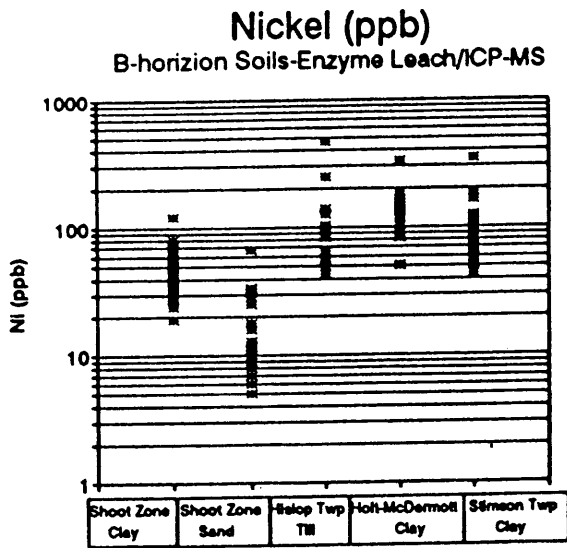 Nickel (ppb)
B-horizion Soils-Enzyme Leach/ICP-MS
1000
100
10
1
Ni (ppb)
Shoot Zone Clay
Shoot Zone Sand
Hislop Twp Till
Holt-McDermott Clay
Stimson Twp Clay